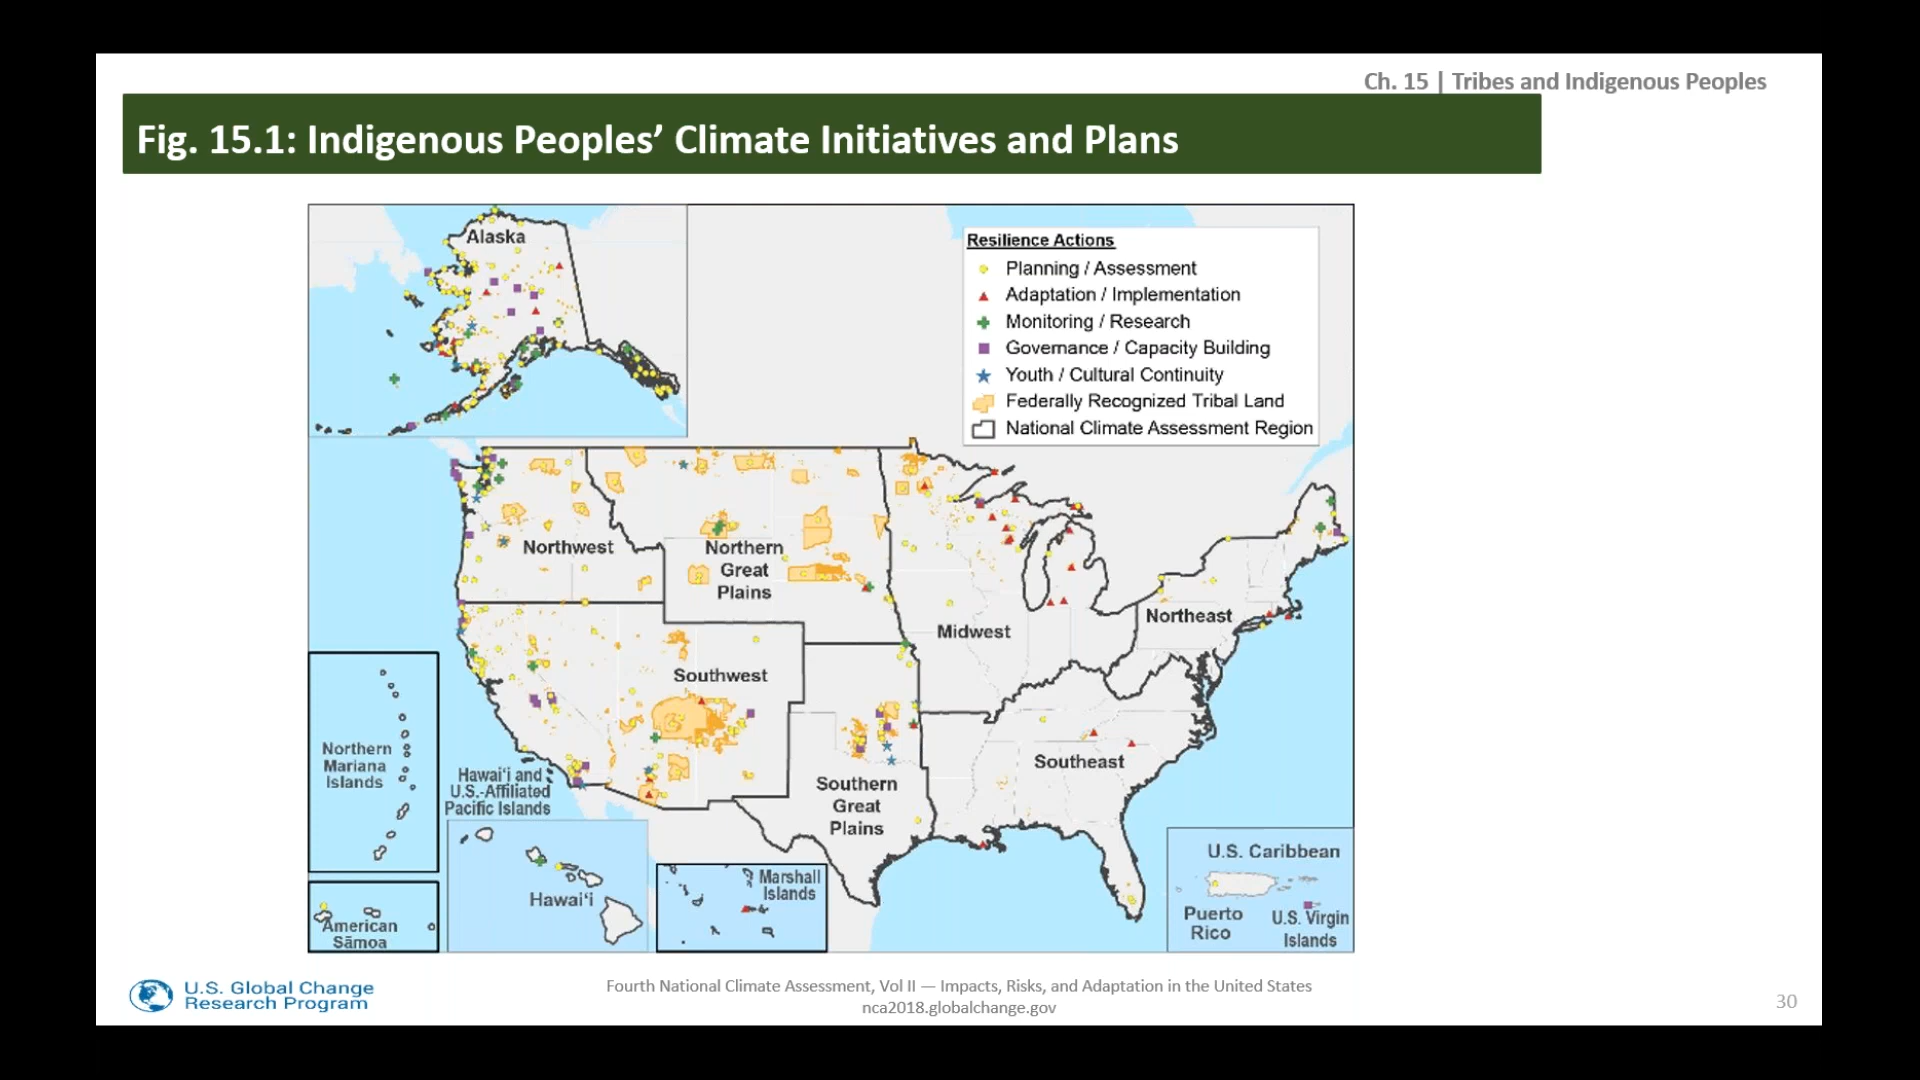 Ch. 15 | Tribes and Indigenous Peoples
Fig. 15.1: Indigenous Peoples’ Climate Initiatives and Plans
Alaska
Resilience Actions
Planning / Assessment
Adaptation / Implementation
Monitoring / Research
Governance / Capacity Building
Youth / Cultural Continuity
Federally Recognized Tribal Land
National Climate Assessment Region
Northwest
Northern
Great
Plains
Midwest
Northeast
Southwest
Southeast
Southern
Great
Plains
Northern
Mariana
Islands
Hawai‘i and
U.S.-Affiliated
Pacific Islands
Hawai‘i
Marshall
Islands
American
Sāmoa
U.S. Caribbean
Puerto
Rico
U.S. Virgin
Islands
U.S. Global Change
Research Program
Fourth National Climate Assessment, Vol II — Impacts, Risks, and Adaptation in the United States
nca2018.globalchange.gov
30